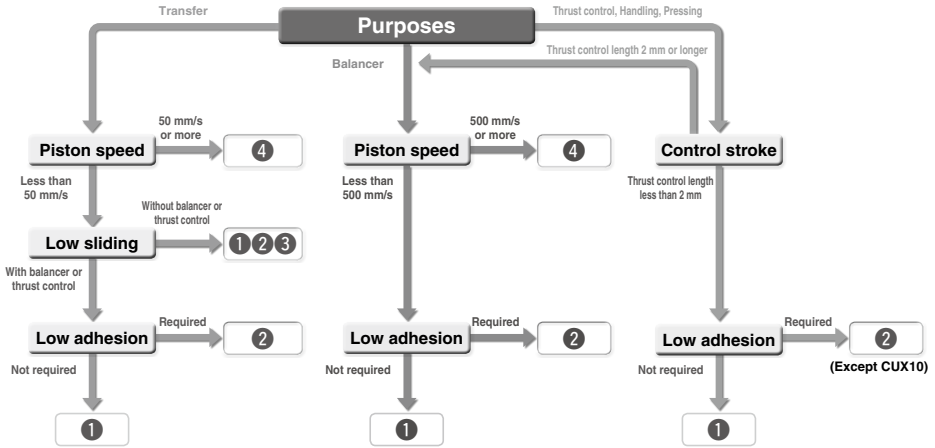 Transfer
Purposes
Thrust control, Handling, Pressing
Thrust control length 2 mm or longer
Balancer
50 mm/s
or more
500 mm/s
or more
Piston speed
❹
Piston speed
❹
Control stroke
Less than
50 mm/s
Less than
500 mm/s
Thrust control length
less than 2 mm
Without balancer or
thrust control
Low sliding
❶❷❸
With balancer or
thrust control
Low adhesion
Required
❷
Low adhesion
Required
❷
Low adhesion
Required
❷
(Except CUX10)
Not required
Not required
Not required
❶
❶
❶